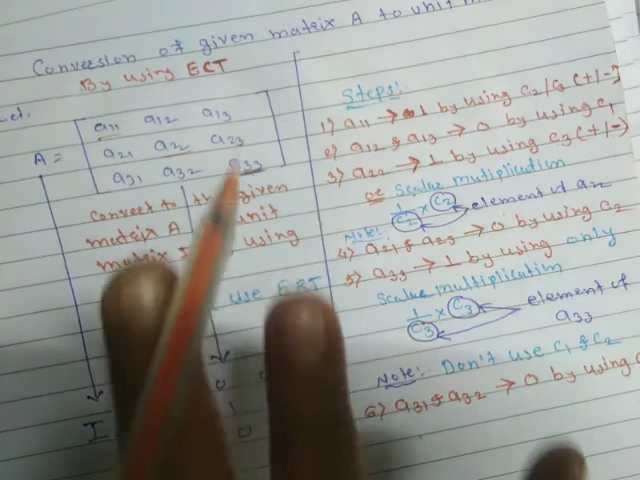 Conversion of given matrix A to unit
By using ECT
Let.
A =
a11 a12 a13
a21 a22 a23
a31 a32 a33
Convert to the given
matrix A unit
matrix using
use ERT
0
1
I 0
Steps:
1) a11 → 1 by using C2/C3 (+/-)
2) a12 & a13 → 0 by using C1
3) a22 → 1 by using C3 (+/-)
or Scalar multiplication
1/C2 × C2 element of a22
Note:
4) a21 & a23 → 0 by using C2
5) a33 → 1 by using only
Scalar multiplication
1/C3 × C3 element of
a33
Note: Don't use C1 & C2
6) a31 & a32 → 0 by using